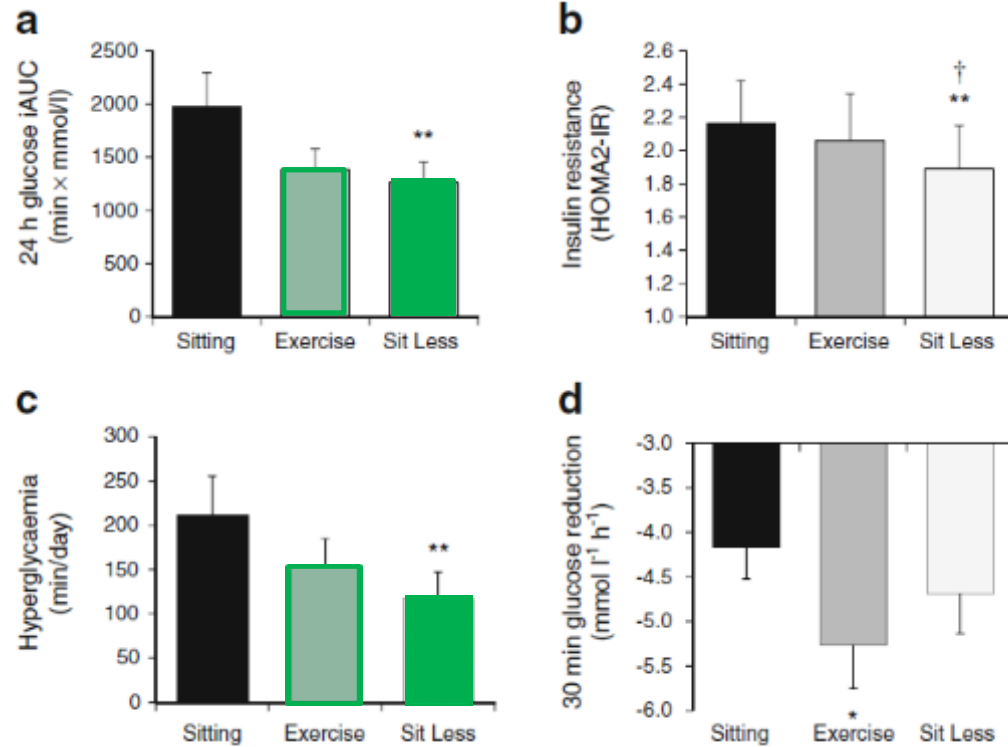 a
24 h glucose iAUC
(min × mmol/l)
2500
2000
1500
1000
500
0
**
Sitting
Exercise
Sit Less
b
Insulin resistance
(HOMA2-IR)
2.6
2.4
2.2
2.0
1.8
1.6
1.4
1.2
1.0
†
**
Sitting
Exercise
Sit Less
c
Hyperglycaemia
(min/day)
300
250
200
150
100
50
0
**
Sitting
Exercise
Sit Less
d
30 min glucose reduction
(mmol l⁻¹ h⁻¹)
-3.0
-3.5
-4.0
-4.5
-5.0
-5.5
-6.0
*
Sitting
Exercise
Sit Less